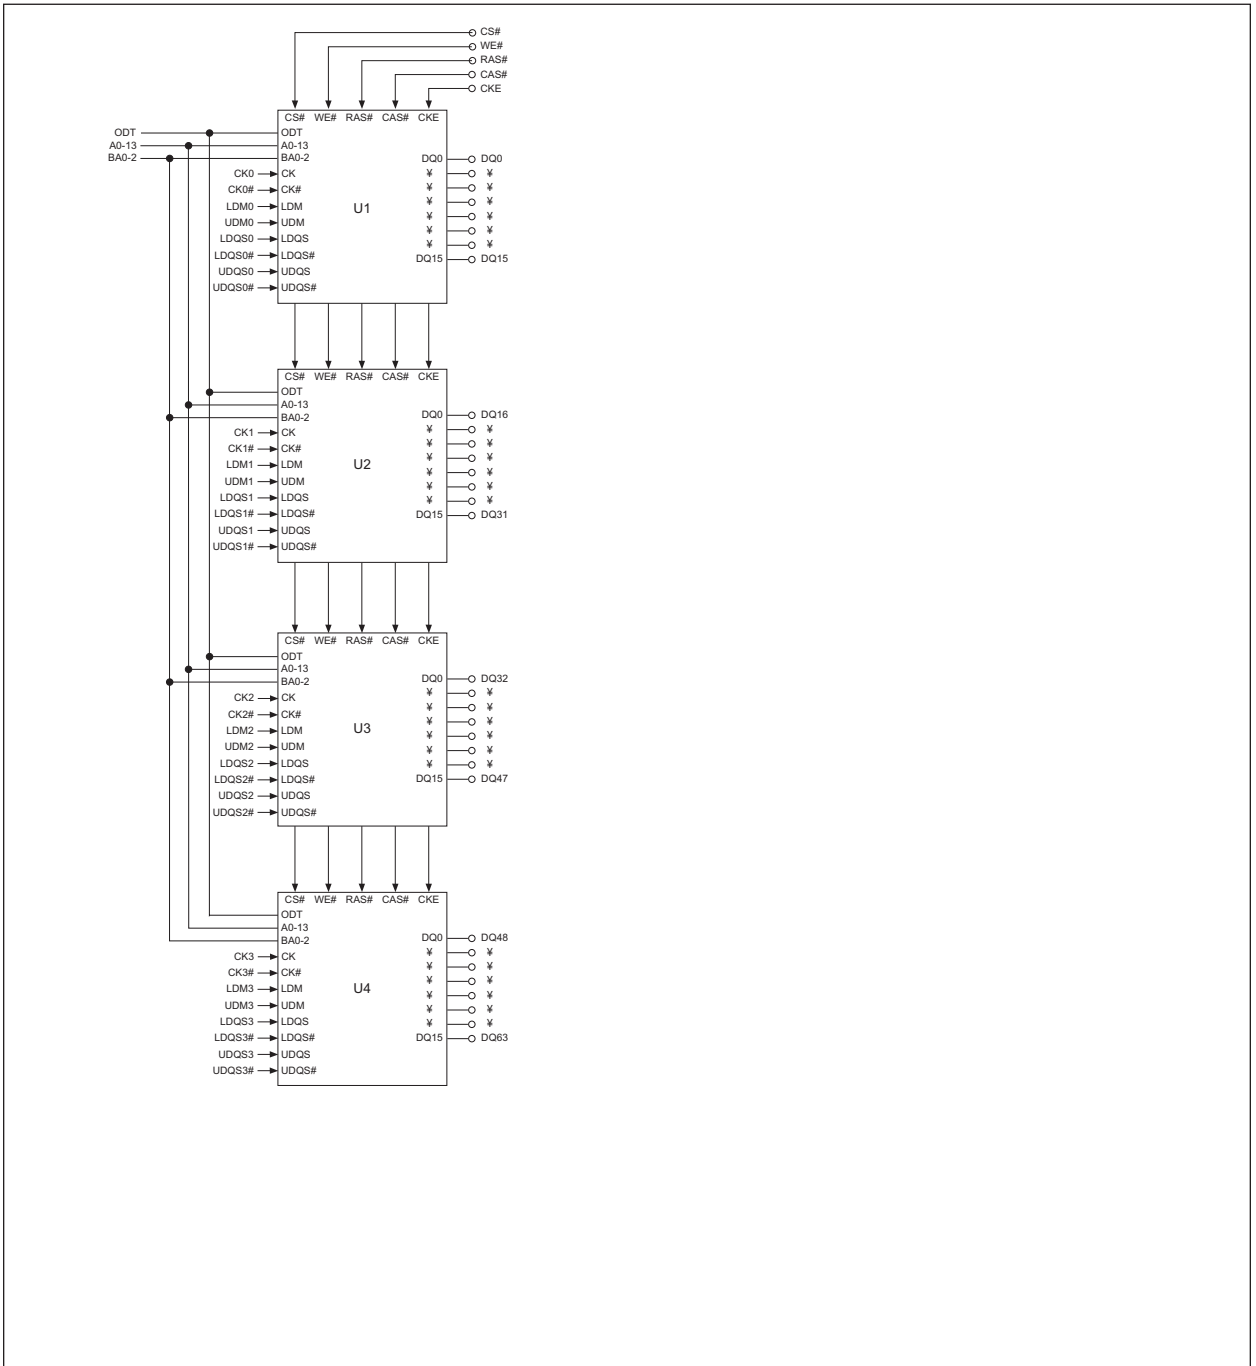 CS#
WE#
RAS#
CAS#
CKE
CS# WE# RAS# CAS# CKE
ODT ODT
A0-13 A0-13
BA0-2 BA0-2
DQ0 DQ0
CK0 CK ¥ ¥
CK0# CK# ¥ ¥
LDM0 LDM ¥ ¥
U1
UDM0 UDM ¥ ¥
LDQS0 LDQS ¥ ¥
LDQS0# LDQS# ¥ ¥
DQ15 DQ15
UDQS0 UDQS
UDQS0# UDQS#
CS# WE# RAS# CAS# CKE
ODT
A0-13
BA0-2
DQ0 DQ16
CK1 CK ¥ ¥
CK1# CK# ¥ ¥
LDM1 LDM ¥ ¥
U2
UDM1 UDM ¥ ¥
LDQS1 LDQS ¥ ¥
LDQS1# LDQS# ¥ ¥
DQ15 DQ31
UDQS1 UDQS
UDQS1# UDQS#
CS# WE# RAS# CAS# CKE
ODT
A0-13
BA0-2
DQ0 DQ32
CK2 CK ¥ ¥
CK2# CK# ¥ ¥
LDM2 LDM ¥ ¥
U3
UDM2 UDM ¥ ¥
LDQS2 LDQS ¥ ¥
LDQS2# LDQS# ¥ ¥
DQ15 DQ47
UDQS2 UDQS
UDQS2# UDQS#
CS# WE# RAS# CAS# CKE
ODT
A0-13
BA0-2
DQ0 DQ48
CK3 CK ¥ ¥
CK3# CK# ¥ ¥
LDM3 LDM ¥ ¥
U4
UDM3 UDM ¥ ¥
LDQS3 LDQS ¥ ¥
LDQS3# LDQS# ¥ ¥
DQ15 DQ63
UDQS3 UDQS
UDQS3# UDQS#